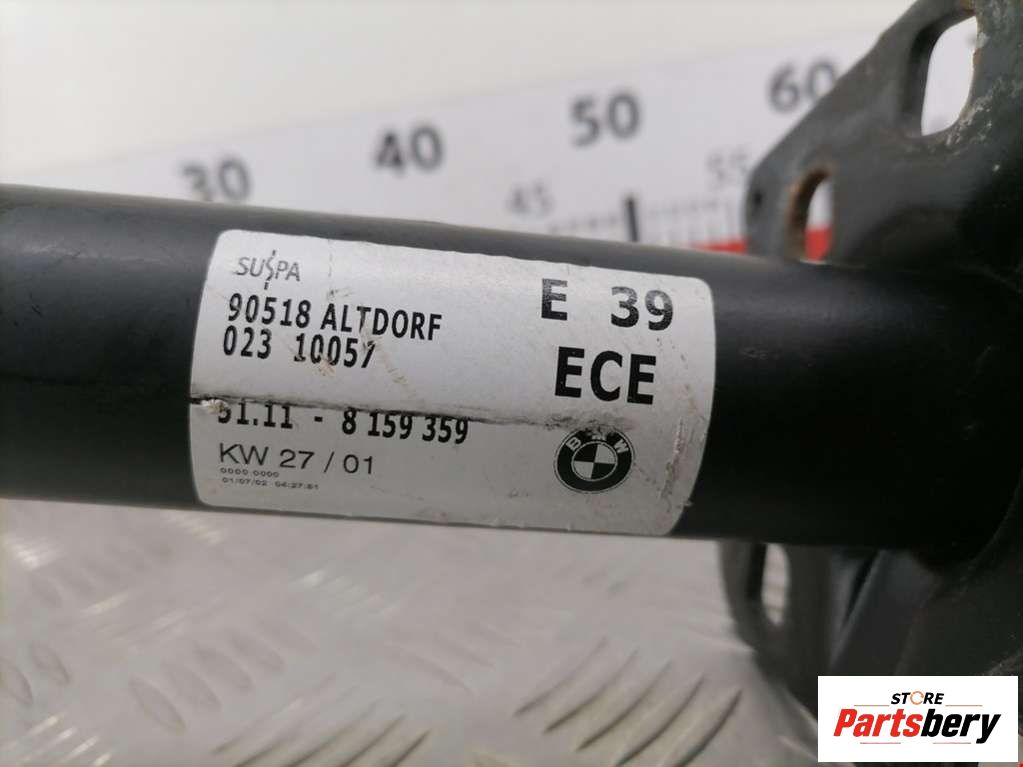 30 40 50 60
45 55
SUSPA
90518 ALTDORF
023 10057
E 39
ECE
51.11 - 8 159 359
KW 27 / 01
0000 0000
01/07/02 04:27:51
BMW
STORE
Partsbery